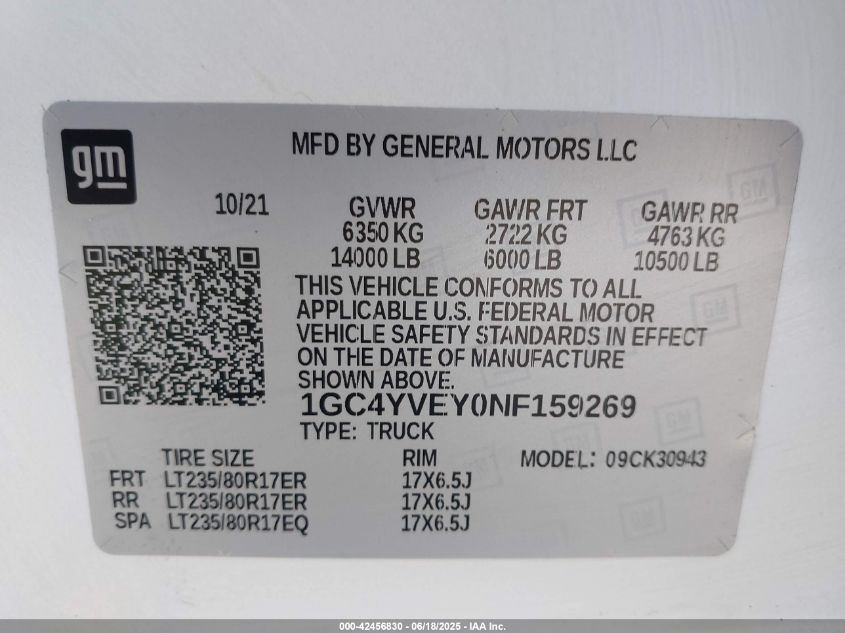 gm
MFD BY GENERAL MOTORS LLC
10/21
GVWR GAWR FRT GAWR RR
6350 KG 2722 KG 4763 KG
14000 LB 6000 LB 10500 LB
THIS VEHICLE CONFORMS TO ALL
APPLICABLE U.S. FEDERAL MOTOR
VEHICLE SAFETY STANDARDS IN EFFECT
ON THE DATE OF MANUFACTURE
SHOWN ABOVE.
1GC4YVEY0NF159269
TYPE: TRUCK
TIRE SIZE RIM MODEL: 09CK30943
FRT LT235/80R17ER 17X6.5J
RR LT235/80R17ER 17X6.5J
SPA LT235/80R17EQ 17X6.5J
000-42456830 - 06/18/2025 - IAA Inc.